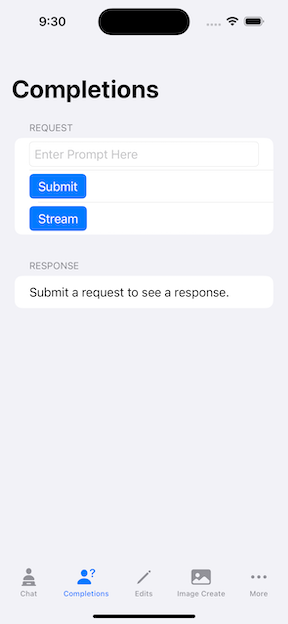 9:30
Completions
REQUEST
Enter Prompt Here
Submit
Stream
RESPONSE
Submit a request to see a response.
Chat
Completions
Edits
Image Create
More